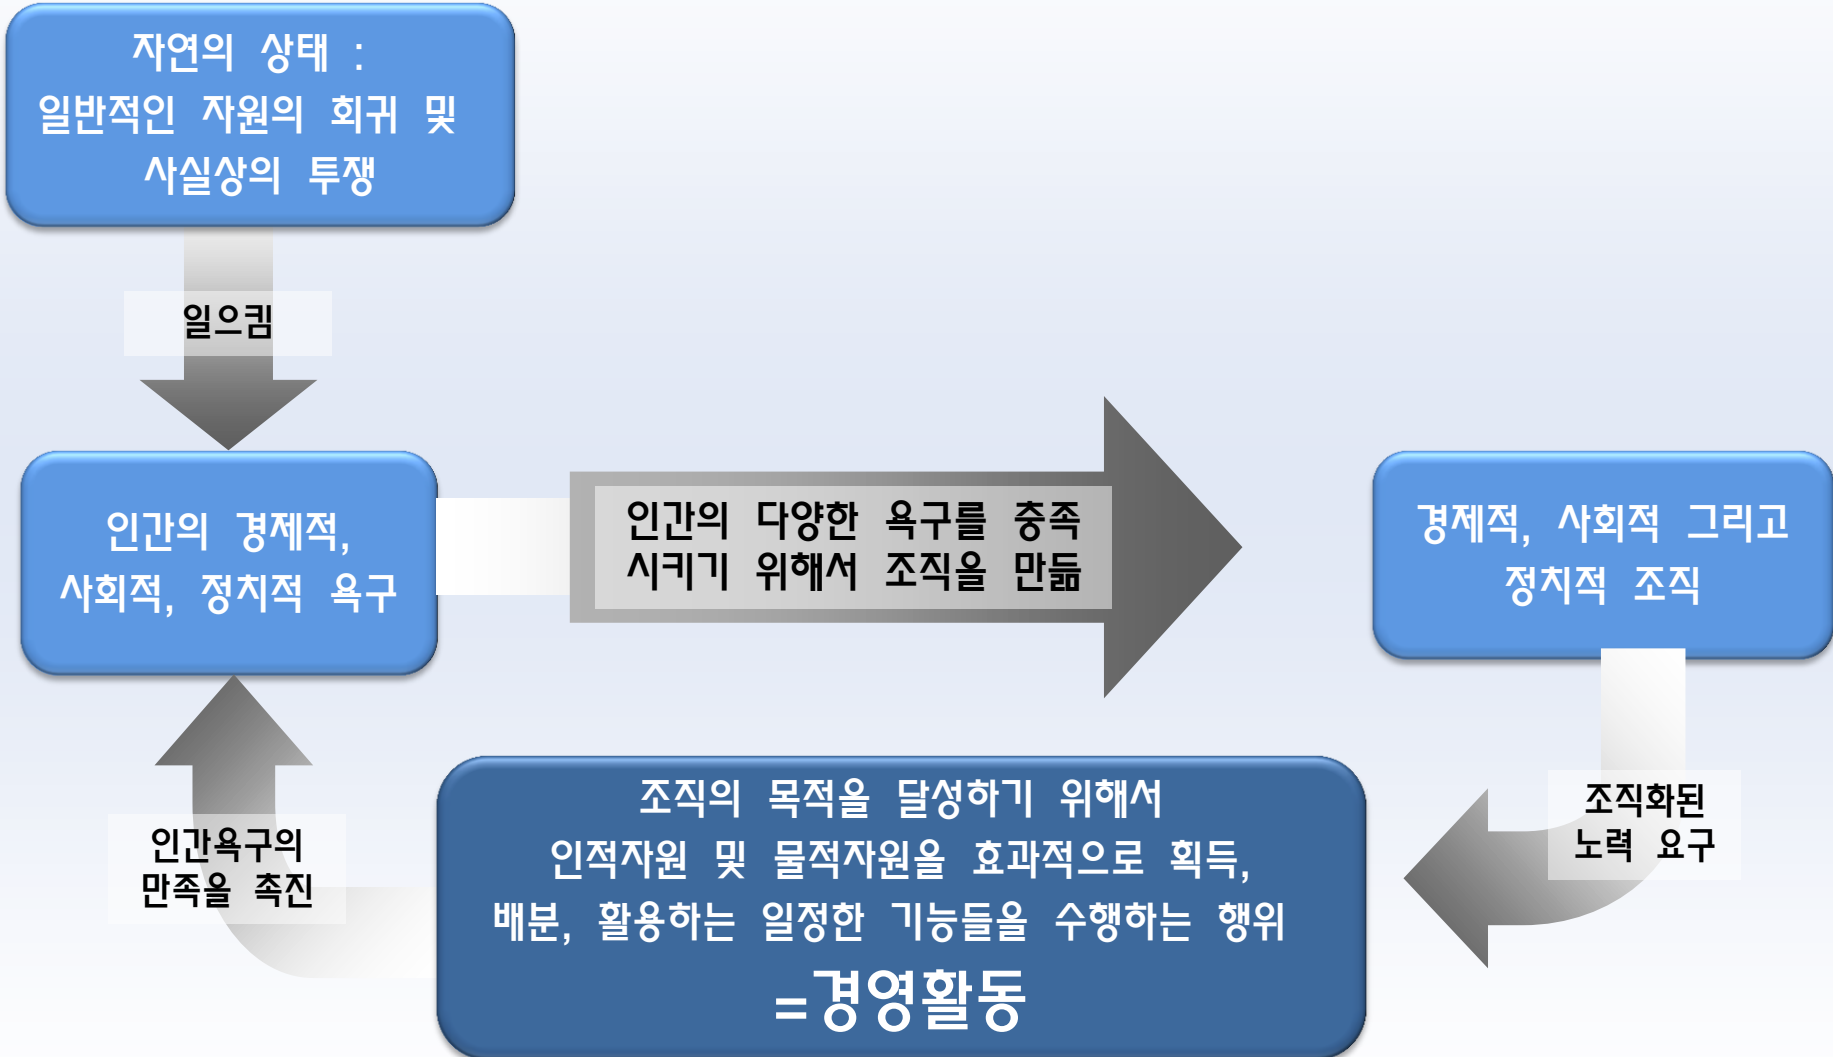 자연의 상태 :
일반적인 자원의 회귀 및
사실상의 투쟁
일으킴
인간의 경제적,
사회적, 정치적 욕구
인간의 다양한 욕구를 충족
시키기 위해서 조직을 만듦
경제적, 사회적 그리고
정치적 조직
조직화된
노력 요구
조직의 목적을 달성하기 위해서
인적자원 및 물적자원을 효과적으로 획득,
배분, 활용하는 일정한 기능들올 수행하는 행위
=경영활동
인간욕구의
만족을 촉진